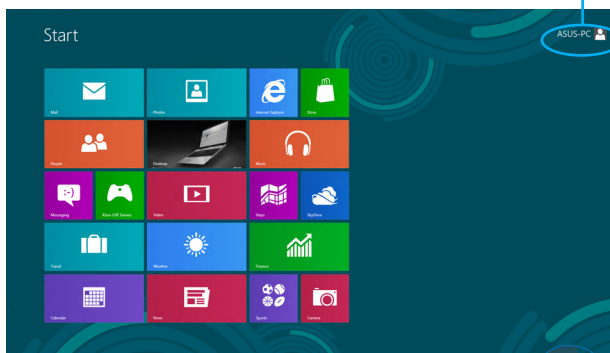 Start
ASUS-PC
Mail
Photos
Internet Explorer
Store
People
Desktop
Music
Messaging
Xbox LIVE Games
Video
Maps
SkyDrive
Travel
Weather
Finance
Calendar
News
Sports
Camera